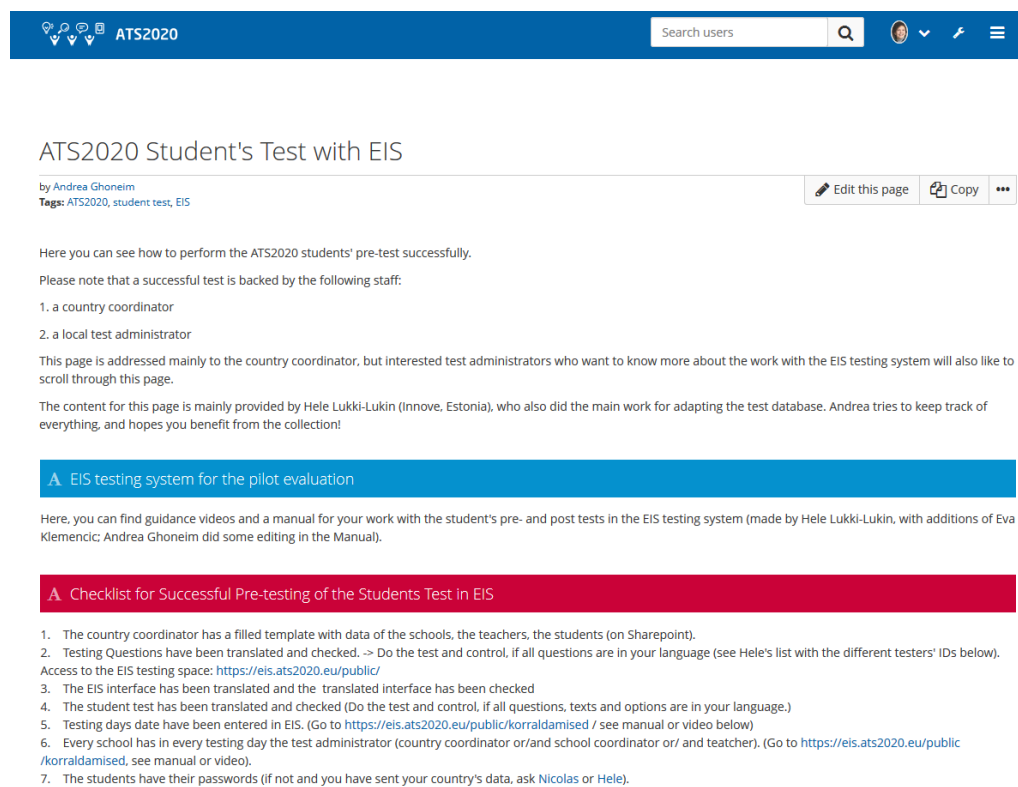 ATS2020
Search users
ATS2020 Student's Test with EIS
by Andrea Ghoneim
Tags: ATS2020, student test, EIS
Edit this page
Copy
Here you can see how to perform the ATS2020 students' pre-test successfully.
Please note that a successful test is backed by the following staff:
1. a country coordinator
2. a local test administrator
This page is addressed mainly to the country coordinator, but interested test administrators who want to know more about the work with the EIS testing system will also like to
scroll through this page.
The content for this page is mainly provided by Hele Lukki-Lukin (Innove, Estonia), who also did the main work for adapting the test database. Andrea tries to keep track of
everything, and hopes you benefit from the collection!
A EIS testing system for the pilot evaluation
Here, you can find guidance videos and a manual for your work with the student's pre- and post tests in the EIS testing system (made by Hele Lukki-Lukin, with additions of Eva
Klemencic; Andrea Ghoneim did some editing in the Manual).
A Checklist for Successful Pre-testing of the Students Test in EIS
1. The country coordinator has a filled template with data of the schools, the teachers, the students (on Sharepoint).
2. Testing Questions have been translated and checked. -> Do the test and control, if all questions are in your language (see Hele's list with the different testers' IDs below).
Access to the EIS testing space: https://eis.ats2020.eu/public/
3. The EIS interface has been translated and the translated interface has been checked
4. The student test has been translated and checked (Do the test and control, if all questions, texts and options are in your language.)
5. Testing days date have been entered in EIS. (Go to https://eis.ats2020.eu/public/korraldamised / see manual or video below)
6. Every school has in every testing day the test administrator (country coordinator or/and school coordinator or/ and teatcher). (Go to https://eis.ats2020.eu/public
/korraldamised, see manual or video).
7. The students have their passwords (if not and you have sent your country's data, ask Nicolas or Hele).